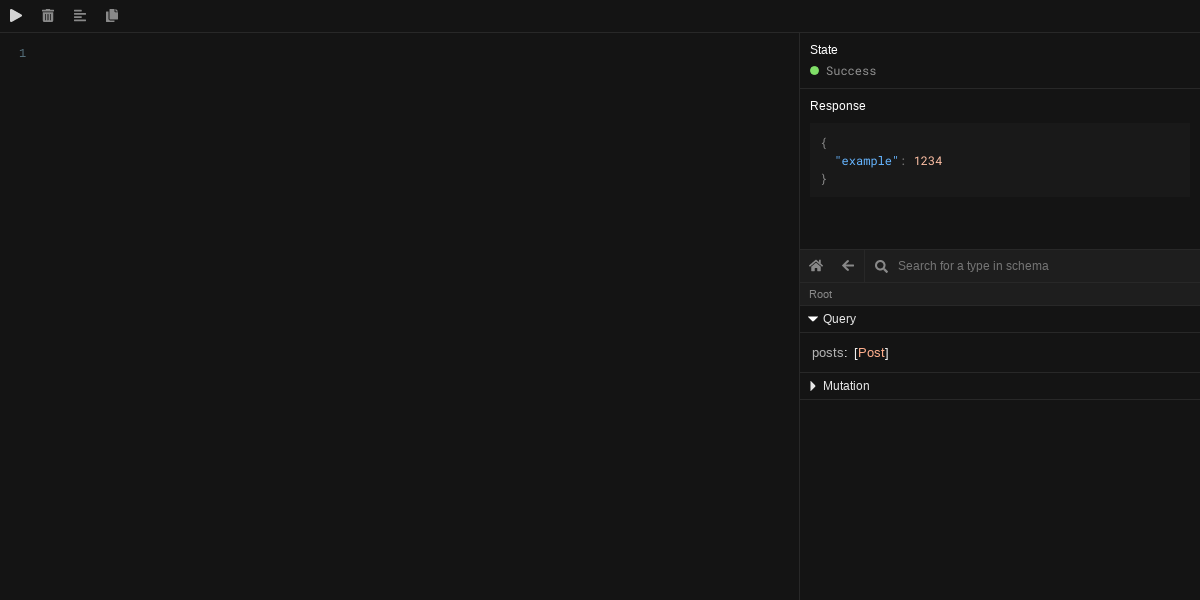 1
State
Success
Response
{
"example": 1234
}
Search for a type in schema
Root
Query
posts: [Post]
Mutation